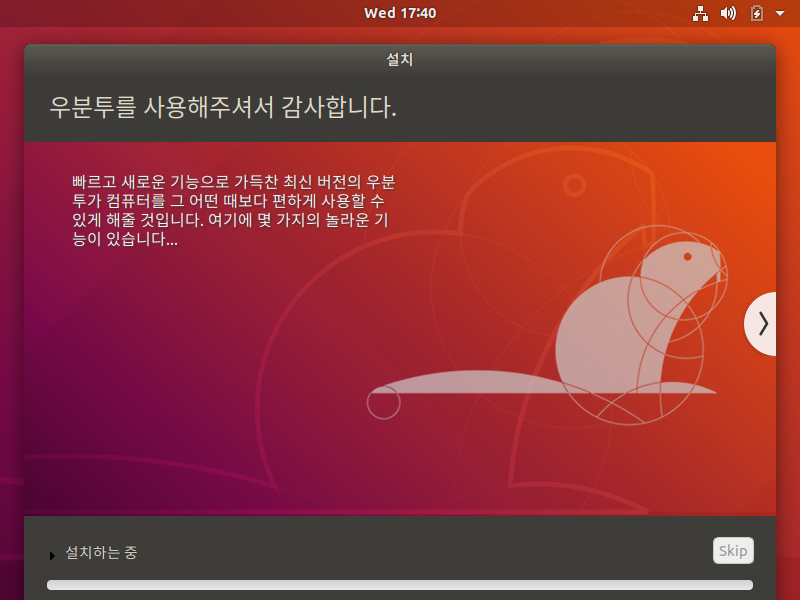 Wed 17:40
설치
우분투를 사용해주셔서 감사합니다.
빠르고 새로운 기능으로 가득찬 최신 버전의 우분
투가 컴퓨터를 그 어떤 때보다 편하게 사용할 수
있게 해줄 것입니다. 여기에 몇 가지의 놀라운 기
능이 있습니다...
설치하는 중
Skip